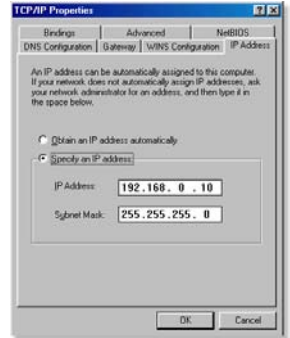 TCP/IP Properties
Bindings Advanced NetBIOS
DNS Configuration Gateway WINS Configuration IP Address
An IP address can be automatically assigned to this computer.
If your network does not automatically assign IP addresses, ask
your network administrator for an address, and then type it in
the space below.
Obtain an IP address automatically
Specify an IP address:
IP Address: 192.168. 0 .10
Subnet Mask: 255.255.255. 0
OK Cancel